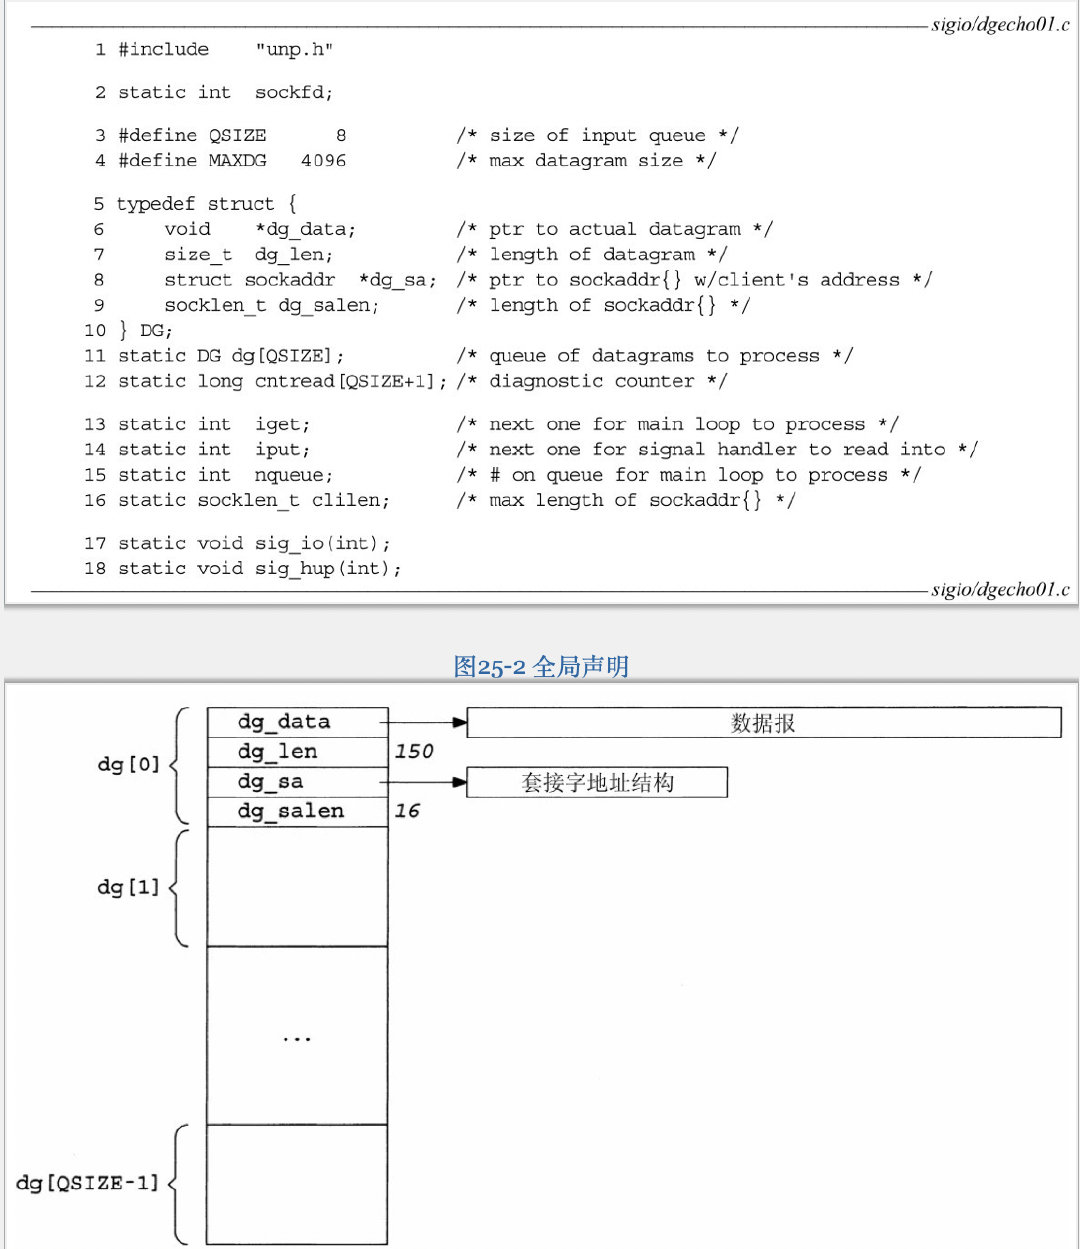 sigio/dgecho01.c
1 #include    "unp.h"
2 static int  sockfd;
3 #define QSIZE      8          /* size of input queue */
4 #define MAXDG   4096          /* max datagram size */
5 typedef struct {
6     void    *dg_data;         /* ptr to actual datagram */
7     size_t  dg_len;           /* length of datagram */
8     struct sockaddr  *dg_sa;  /* ptr to sockaddr{} w/client's address */
9     socklen_t dg_salen;       /* length of sockaddr{} */
10 } DG;
11 static DG dg[QSIZE];          /* queue of datagrams to process */
12 static long cntread[QSIZE+1]; /* diagnostic counter */
13 static int  iget;             /* next one for main loop to process */
14 static int  iput;             /* next one for signal handler to read into */
15 static int  nqueue;           /* # on queue for main loop to process */
16 static socklen_t clilen;      /* max length of sockaddr{} */
17 static void sig_io(int);
18 static void sig_hup(int);
sigio/dgecho01.c
图25-2 全局声明
dg_data
数据报
dg_len
150
dg[0]
dg_sa
套接字地址结构
dg_salen
16
dg[1]
...
dg[QSIZE-1]